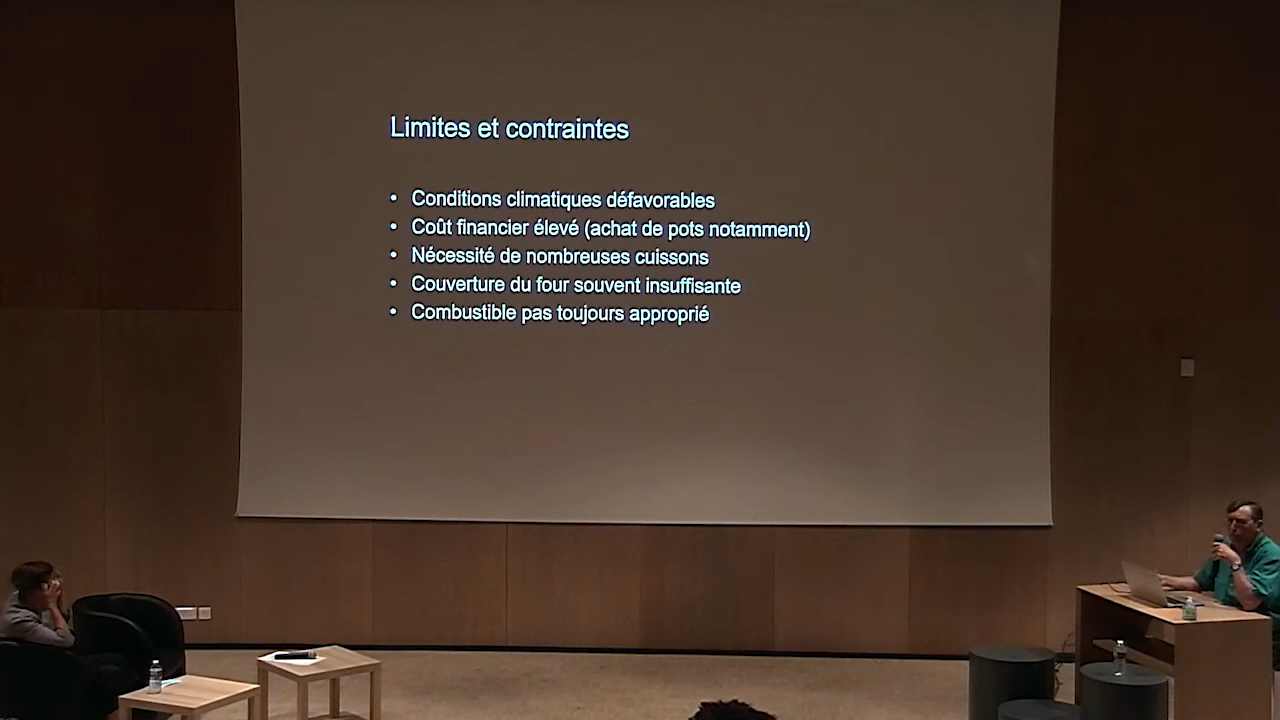 Limites et contraintes
• Conditions climatiques défavorables
• Coût financier élevé (achat de pots notamment)
• Nécessité de nombreuses cuissons
• Couverture du four souvent insuffisante
• Combustible pas toujours approprié